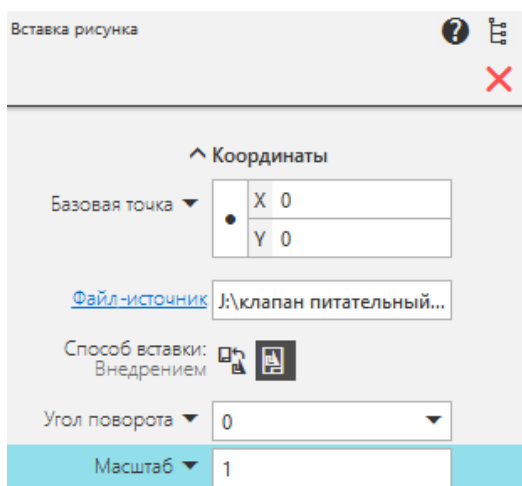 Вставка рисунка
Координаты
Базовая точка
X 0
Y 0
Файл-источник J:\клапан питательный...
Способ вставки:
Внедрением
Угол поворота 0
Масштаб 1